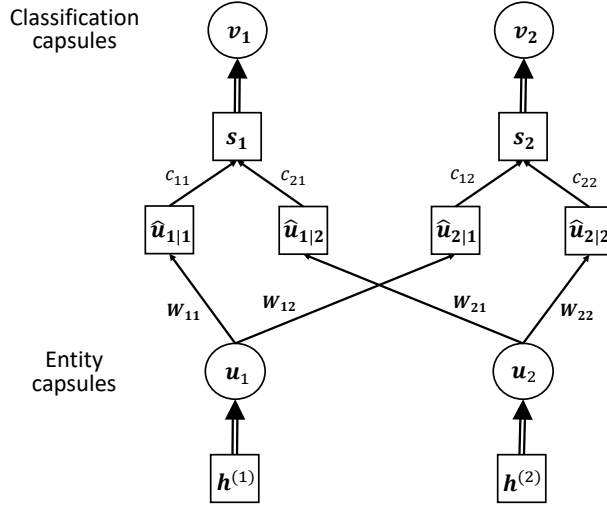 Classification
capsules
v₁ v₂
s₁ s₂
c₁₁ c₂₁ c₁₂ c₂₂
û₁|₁ û₁|₂ û₂|₁ û₂|₂
W₁₁ W₁₂ W₂₁ W₂₂
Entity
capsules
u₁ u₂
h⁽¹⁾ h⁽²⁾